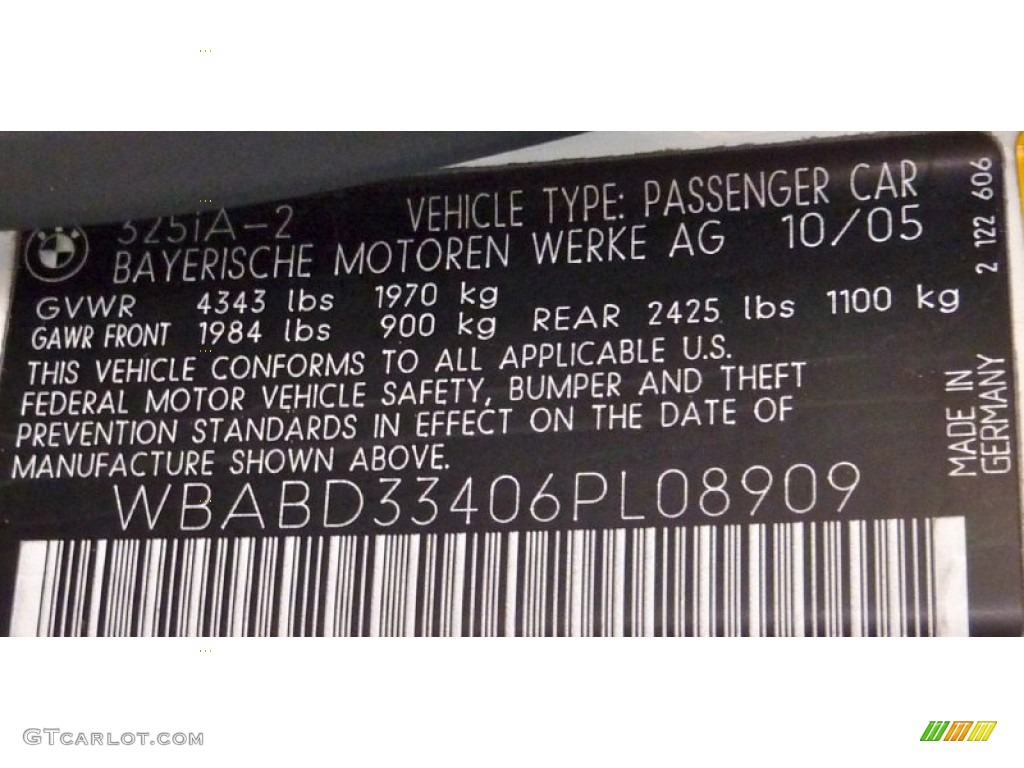 325iA-2 VEHICLE TYPE: PASSENGER CAR
BAYERISCHE MOTOREN WERKE AG 10/05
GVWR 4343 lbs 1970 kg
GAWR FRONT 1984 lbs 900 kg REAR 2425 lbs 1100 kg
THIS VEHICLE CONFORMS TO ALL APPLICABLE U.S.
FEDERAL MOTOR VEHICLE SAFETY, BUMPER AND THEFT
PREVENTION STANDARDS IN EFFECT ON THE DATE OF
MANUFACTURE SHOWN ABOVE.
WBABD33406PL08909
2 122 606
MADE IN
GERMANY
GTCARLOT.COM